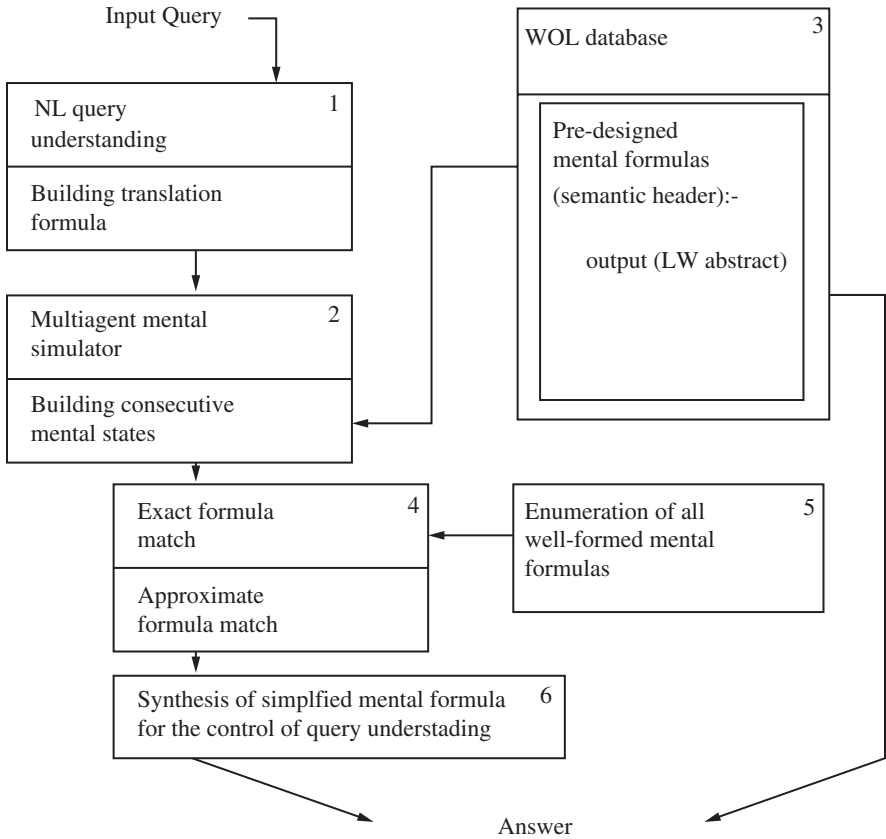 Input Query
1
NL query
understanding
Building translation
formula
2
Multiagent mental
simulator
Building consecutive
mental states
WOL database
3
Pre-designed
mental formulas
(semantic header):-
output (LW abstract)
Exact formula
4
match
Approximate
formula match
Enumeration of all
5
well-formed mental
formulas
Synthesis of simplfied mental formula
6
for the control of query understading
Answer